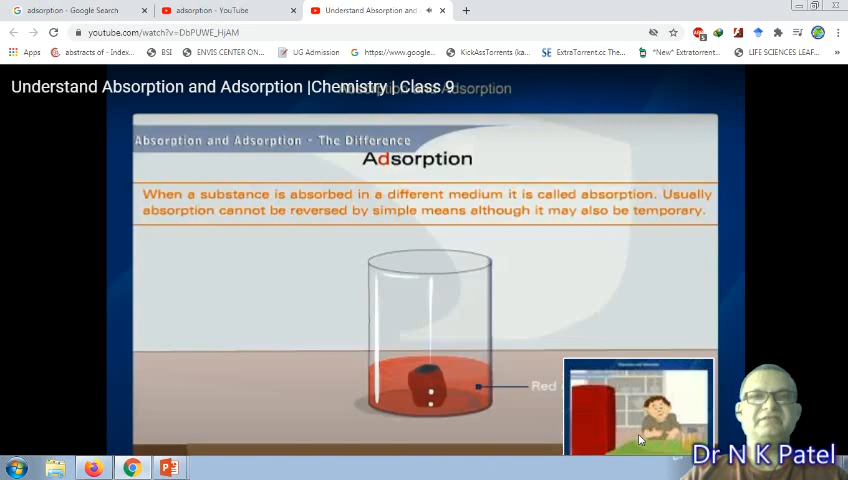 adsorption - Google Search
adsorption - YouTube
Understand Absorption and
youtube.com/watch?v=DbPUWE_HjAM
Apps
abstracts of - Index...
BSI
ENVIS CENTER ON...
UG Admission
https://www.google...
KickAssTorrents (ka...
SE ExtraTorrent.cc The...
*New* Extratorrent...
LIFE SCIENCES LEAF...
Understand Absorption and Adsorption |Chemistry | Class 9
Absorption and Adsorption - The Difference
Adsorption
When a substance is absorbed in a different medium it is called absorption. Usually
absorption cannot be reversed by simple means although it may also be temporary.
Red
Dr N K Patel